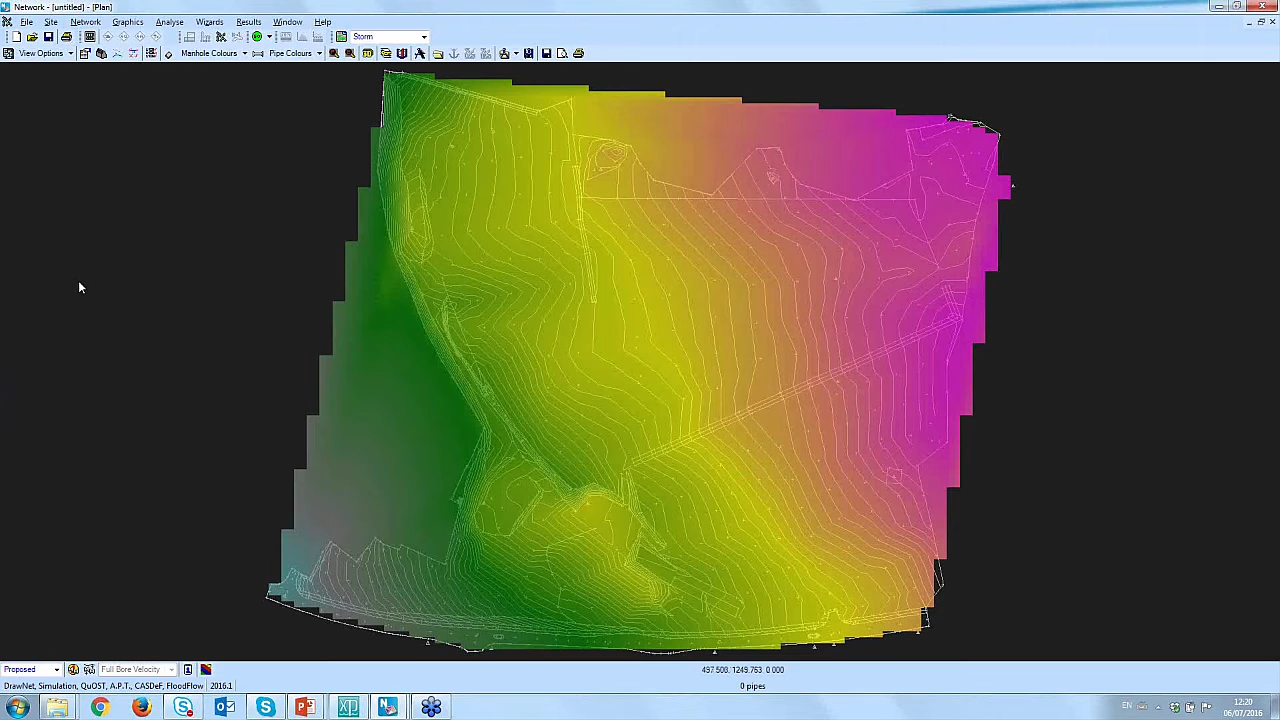 Network - [untitled] - [Plan]
File Site Network Graphics Analyse Wizards Results Window Help
Storm
View Options Manhole Colours Pipe Colours
Proposed Full Bore Velocity 497.508, 1249.763 0.000
DrawNet, Simulation, QuOST, A.P.T., CASDeF, FloodFlow 2016.1 0 pipes
EN 12:20
06/07/2016